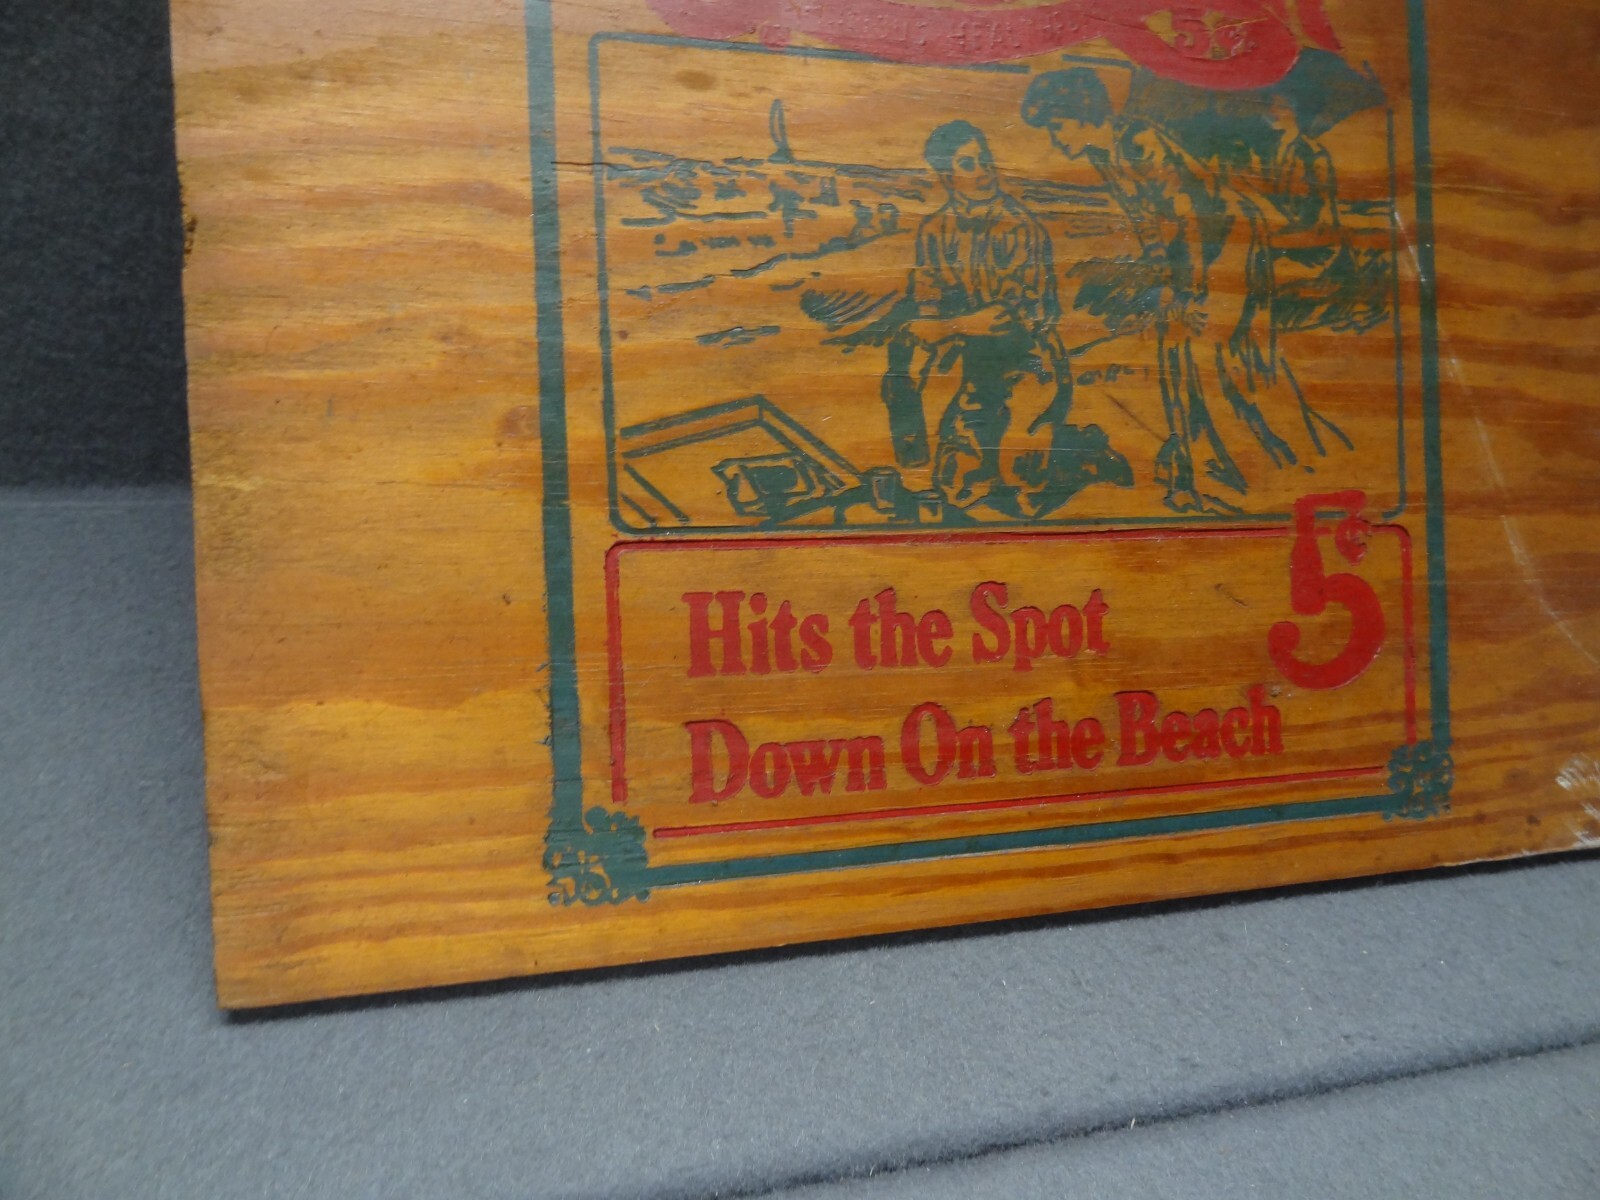 5¢
Hits the Spot
Down On the Beach